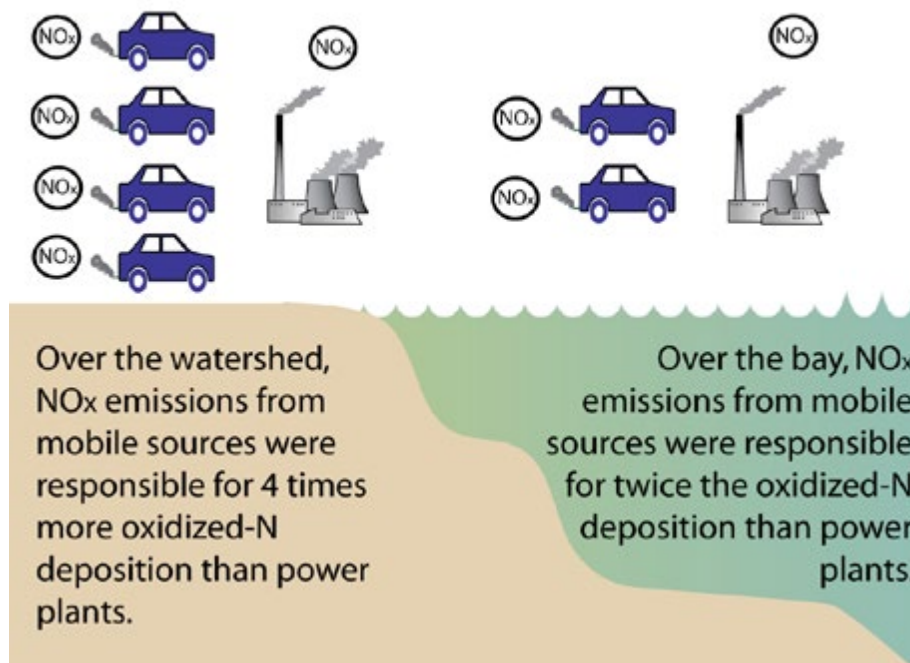 NOx
NOx
NOx
NOx
NOx
NOx
NOx
NOx
Over the watershed,
NOx emissions from
mobile sources were
responsible for 4 times
more oxidized-N
deposition than power
plants.
Over the bay, NOx
emissions from mobile
sources were responsible
for twice the oxidized-N
deposition than power
plants